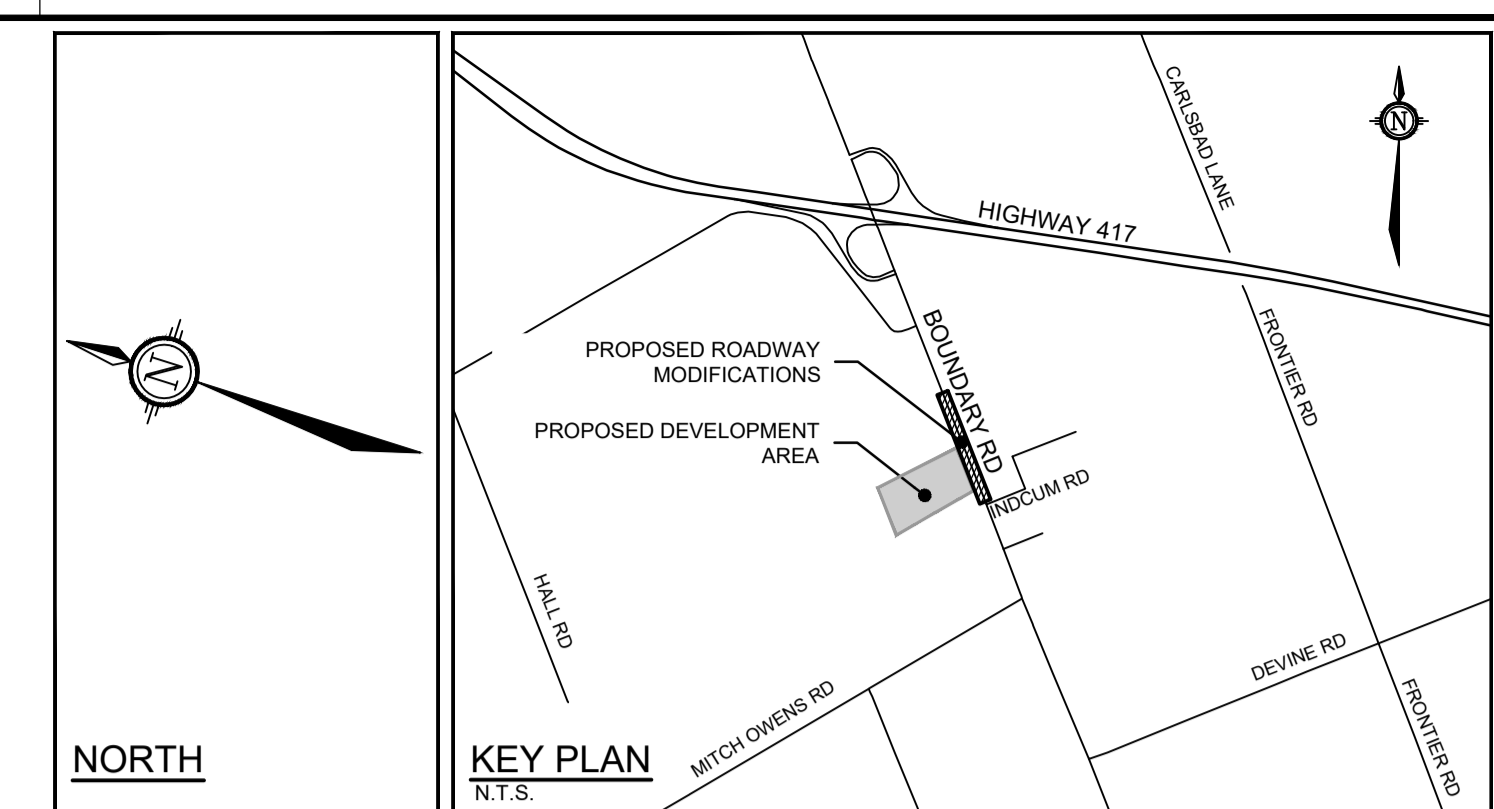 N
NORTH
CARLSBAD LANE
N
HIGHWAY 417
BOUNDARY RD
FRONTIER RD
PROPOSED ROADWAY
MODIFICATIONS
PROPOSED DEVELOPMENT
AREA
INDCUM RD
HALL RD
DEVINE RD
MITCH OWENS RD
FRONTIER RD
KEY PLAN
N.T.S.